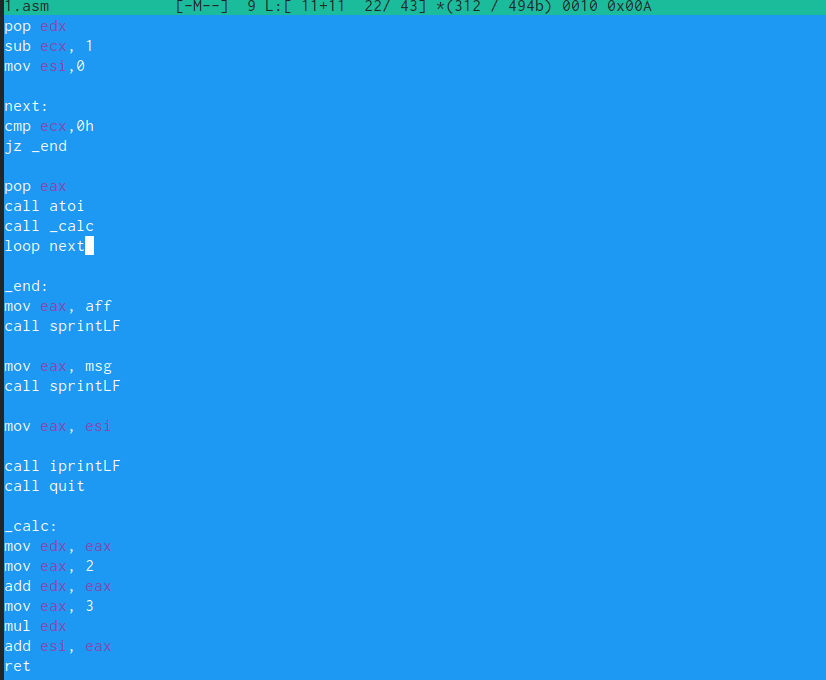 1.asm [-M--] 9 L:[ 11+11 22/ 43] *(312 / 494b) 0010 0x00A
pop edx
sub ecx, 1
mov esi,0
next:
cmp ecx,0h
jz _end
pop eax
call atoi
call _calc
loop next
_end:
mov eax, aff
call sprintLF
mov eax, msg
call sprintLF
mov eax, esi
call iprintLF
call quit
_calc:
mov edx, eax
mov eax, 2
add edx, eax
mov eax, 3
mul edx
add esi, eax
ret